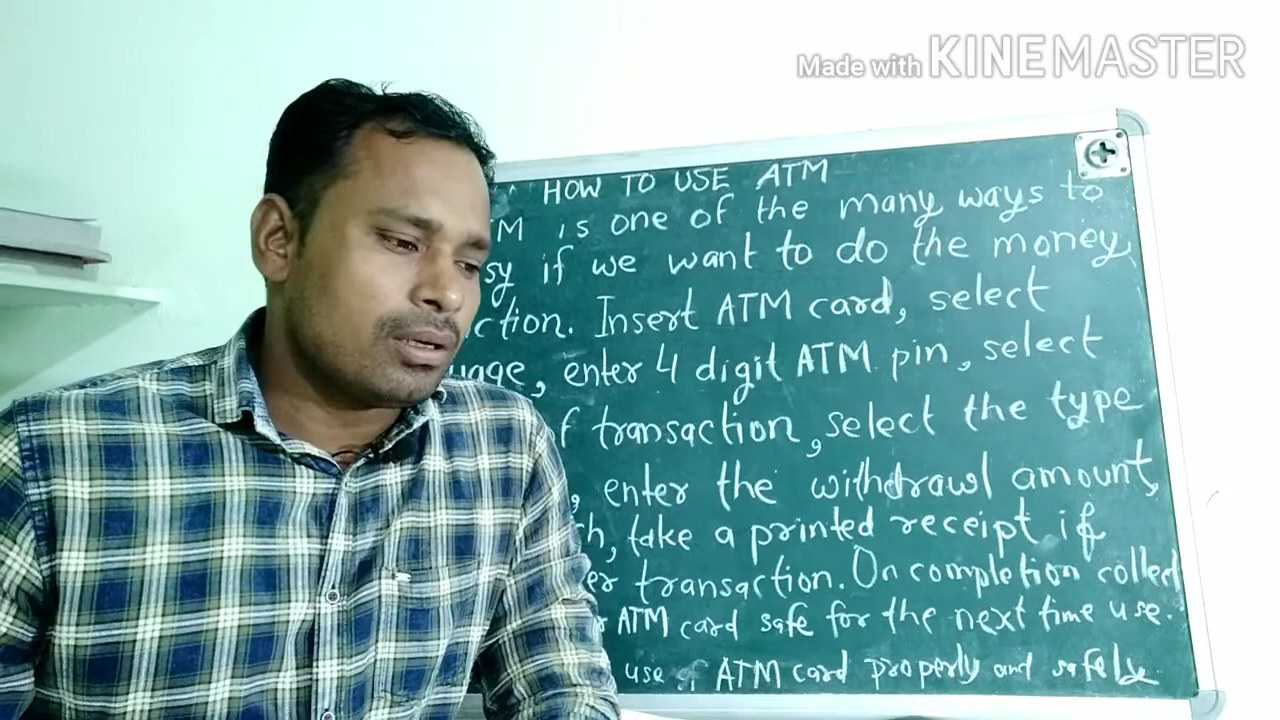 Made with KINEMASTER
HOW TO USE ATM
TM is one of the many ways to
sy if we want to do the money
ction. Insert ATM card, select
uage, enter 4 digit ATM pin, select
f transaction, select the type
, enter the withdrawl amount,
h, take a printed receipt if
er transaction. On completion collect
r ATM card safe for the next time use.
use of ATM card properly and safely